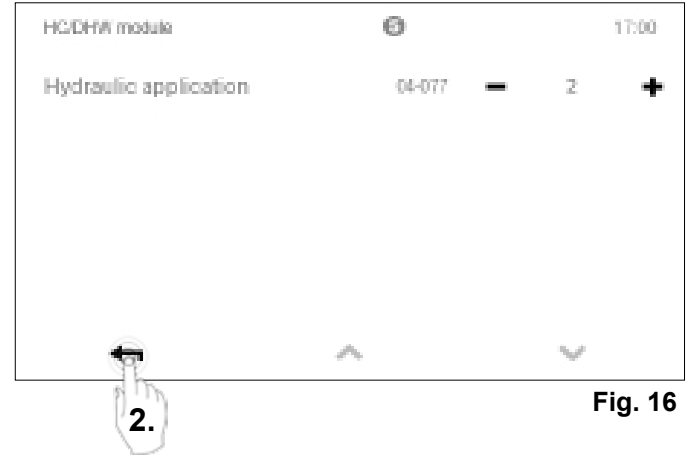 HC/DHW module 17:00
Hydraulic application 04-077 2
2.
Fig. 16